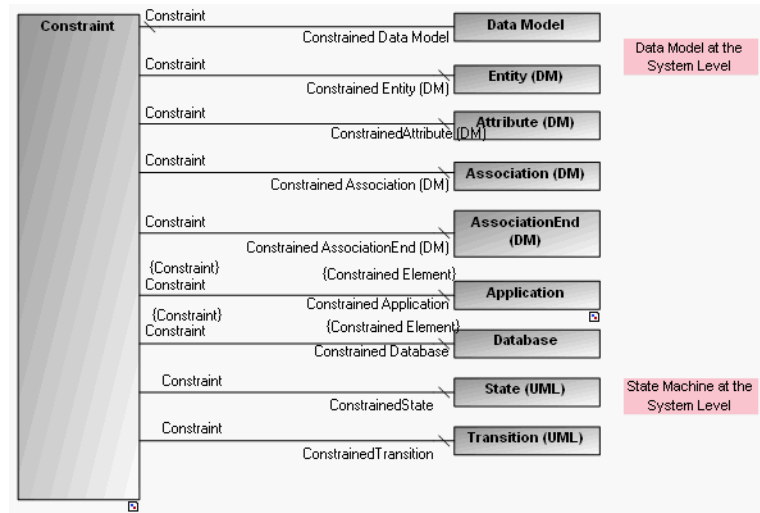 Constraint
Constraint
Constrained Data Model
Data Model
Data Model at the
System Level
Constraint
Constrained Entity (DM)
Entity (DM)
Constraint
ConstrainedAttribute (DM)
Attribute (DM)
Constraint
Constrained Association (DM)
Association (DM)
Constraint
Constrained AssociationEnd (DM)
AssociationEnd
(DM)
{Constraint}
{Constrained Element}
Constraint
Constrained Application
Application
{Constraint}
{Constrained Element}
Constraint
Constrained Database
Database
Constraint
ConstrainedState
State (UML)
State Machine at the
System Level
Constraint
ConstrainedTransition
Transition (UML)